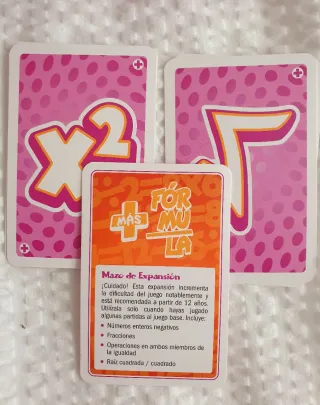 x²
√
MÁS
FÓR
MU
LA
Mazo de Expansión
¡Cuidado! Esta expansión incrementa
la dificultad del juego notablemente y
está recomendada a partir de 12 años.
Utilízala solo cuando hayas jugado
algunas partidas al juego base. Incluye:
• Números enteros negativos
• Fracciones
• Operaciones en ambos miembros de
la igualdad
• Raíz cuadrada / cuadrado